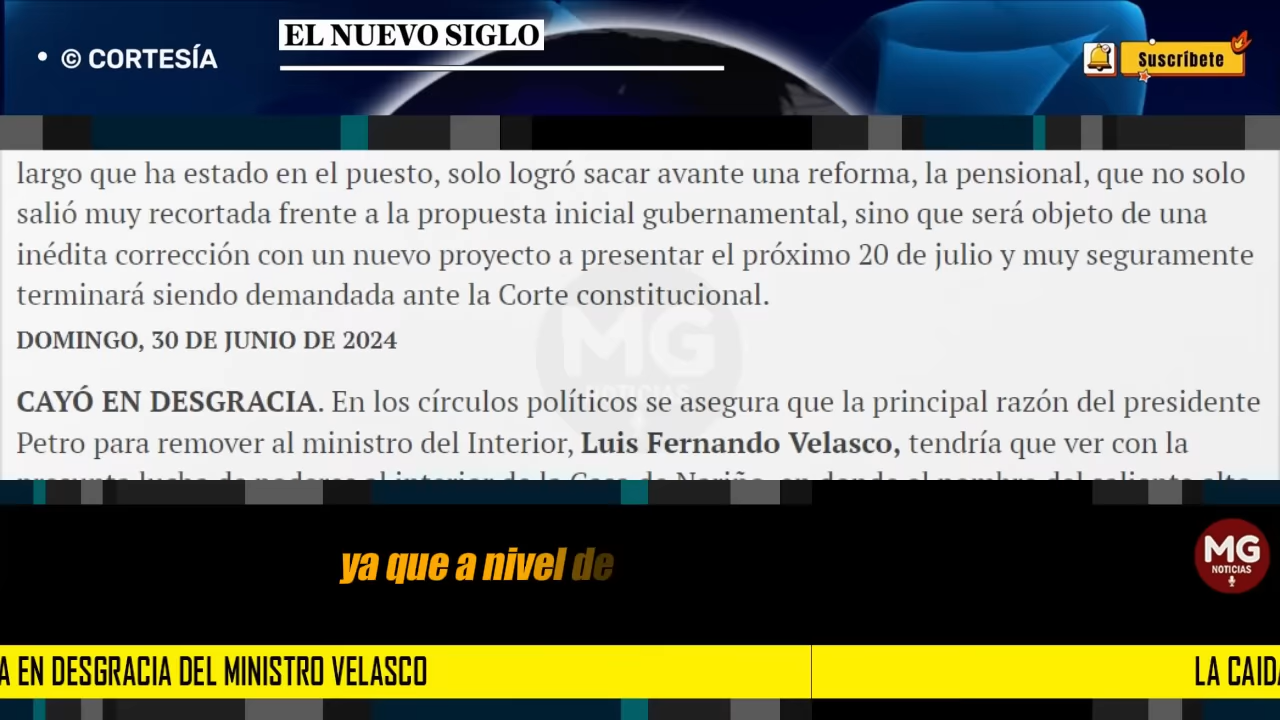 EL NUEVO SIGLO
• © CORTESÍA
Suscríbete
largo que ha estado en el puesto, solo logró sacar avante una reforma, la pensional, que no solo
salió muy recortada frente a la propuesta inicial gubernamental, sino que será objeto de una
inédita corrección con un nuevo proyecto a presentar el próximo 20 de julio y muy seguramente
terminará siendo demandada ante la Corte constitucional.
DOMINGO, 30 DE JUNIO DE 2024
MG
NOTICIAS
CAYÓ EN DESGRACIA. En los círculos políticos se asegura que la principal razón del presidente
Petro para remover al ministro del Interior, Luis Fernando Velasco, tendría que ver con la
ya que a nivel de
MG
NOTICIAS
A EN DESGRACIA DEL MINISTRO VELASCO
LA CAIDA